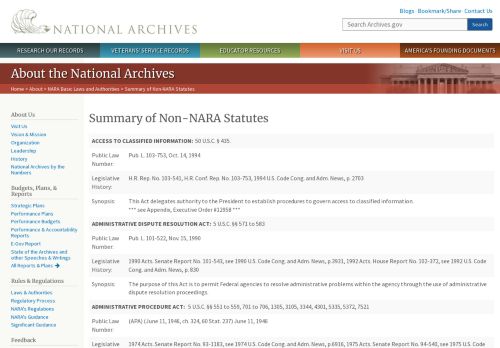 Blogs · Bookmark/Share · Contact Us
NATIONAL ARCHIVES
Search Archives.gov
Search
RESEARCH OUR RECORDS
VETERANS' SERVICE RECORDS
EDUCATOR RESOURCES
VISIT US
AMERICA'S FOUNDING DOCUMENTS
About the National Archives
Home > About > NARA Basic Laws and Authorities > Summary of Non-NARA Statutes
About Us
Visit Us
Vision & Mission
Organization
Leadership
History
National Archives by the
Numbers
Budgets, Plans, &
Reports
Strategic Plans
Performance Plans
Performance Budgets
Performance & Accountability
Reports
E-Gov Report
State of the Archives and
other Speeches & Writings
All Reports & Plans →
Rules & Regulations
Laws & Authorities
Regulatory Process
NARA's Regulations
NARA's Guidance
Significant Guidance
Feedback
Summary of Non-NARA Statutes
ACCESS TO CLASSIFIED INFORMATION: 50 U.S.C. § 435.
Public Law
Number:
Pub L. 103-753, Oct. 14, 1994
Legislative
History:
H.R. Rep. No. 103-541, H.R. Conf. Rep. No. 103-753, 1994 U.S. Code Cong. and Adm. News, p. 2703
Synopsis:
This Act delegates authority to the President to establish procedures to govern access to classified information.
*** see Appendix, Executive Order #12958 ***
ADMINISTRATIVE DISPUTE RESOLUTION ACT: 5 U.S.C. §§ 571 to 583
Public Law
Number:
Pub L. 101-522, Nov 15, 1990
Legislative
History:
1990 Acts. Senate Report No. 101-543, see 1990 U.S. Code Cong. and Adm. News, p.3931, 1992 Acts. House Report No. 102-372, see 1992 U.S. Code
Cong. and Adm. News, p. 830
Synopsis:
The purpose of this Act is to permit Federal agencies to resolve administrative problems within the agency through the use of administrative
dispute resolution proceedings
ADMINISTRATIVE PROCEDURE ACT: 5 U.S.C. §§ 551 to 559, 701 to 706, 1305, 3105, 3344, 4301, 5335, 5372, 7521
Public Law
Number:
(APA) (June 11, 1946, ch. 324, 60 Stat. 237) June 11, 1946
Legislative
1974 Acts. Senate Report No. 93-1183, see 1974 U.S. Code Cong. and Adm. News, p 6936, 1975 Acts. Senate Report No. 94-548, see 1975 U.S. Code